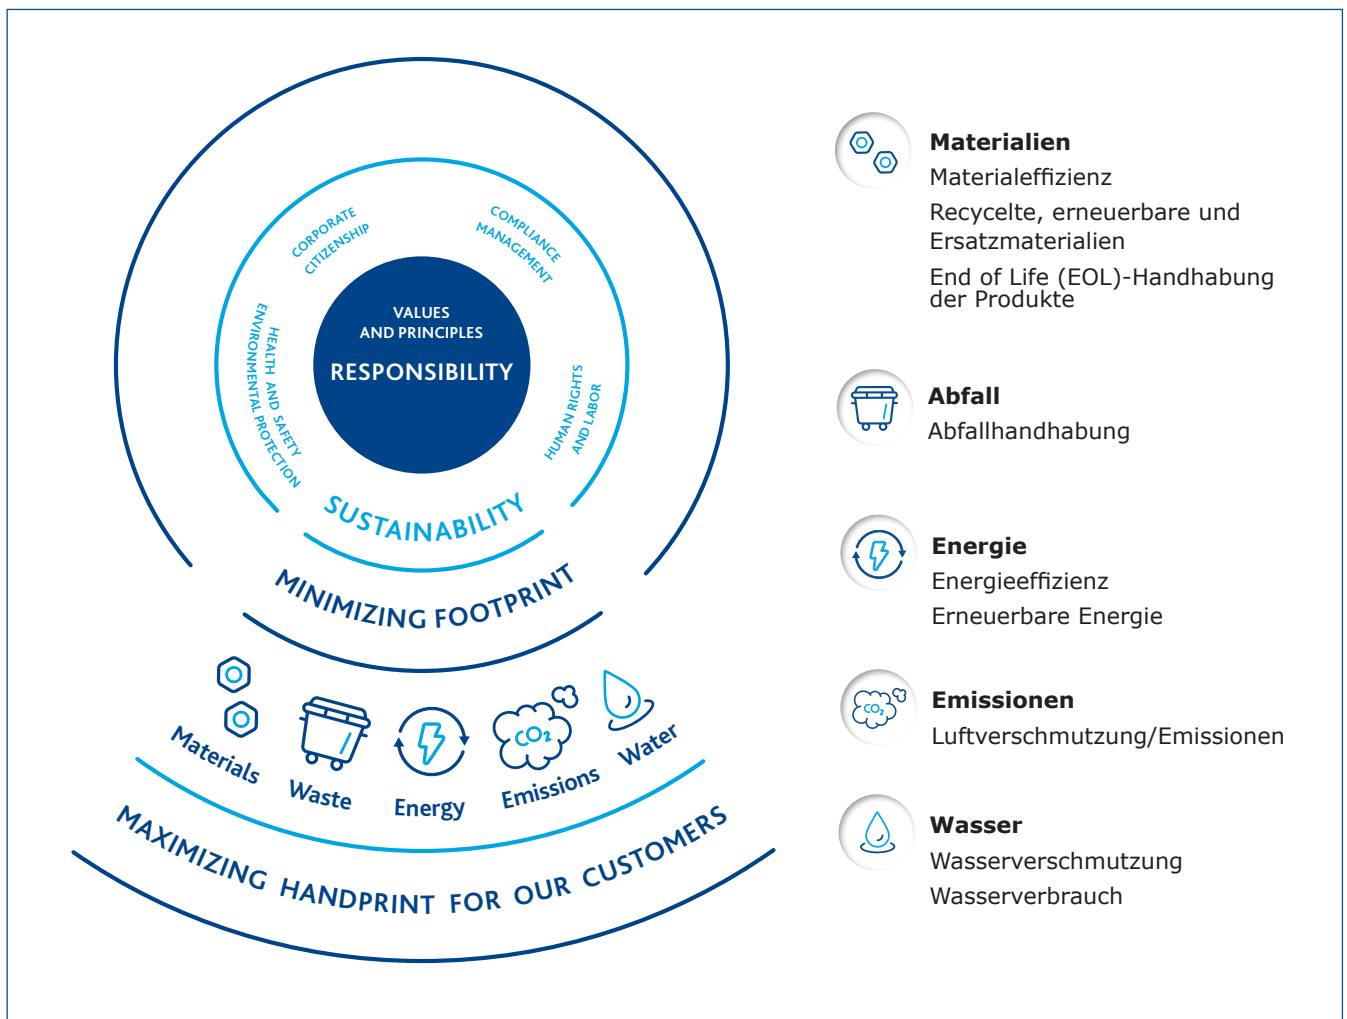 CORPORATE
CITIZENSHIP
COMPLIANCE
MANAGEMENT
HEALTH AND SAFETY
ENVIRONMENTAL PROTECTION
VALUES
AND PRINCIPLES
RESPONSIBILITY
HUMAN RIGHTS
AND LABOR
SUSTAINABILITY
MINIMIZING FOOTPRINT
Materials
Waste
Energy
CO₂
Emissions
Water
MAXIMIZING HANDPRINT FOR OUR CUSTOMERS
Materialien
Materialeffizienz
Recycelte, erneuerbare und
Ersatzmaterialien
End of Life (EOL)-Handhabung
der Produkte
Abfall
Abfallhandhabung
Energie
Energieeffizienz
Erneuerbare Energie
CO₂
Emissionen
Luftverschmutzung/Emissionen
Wasser
Wasserverschmutzung
Wasserverbrauch